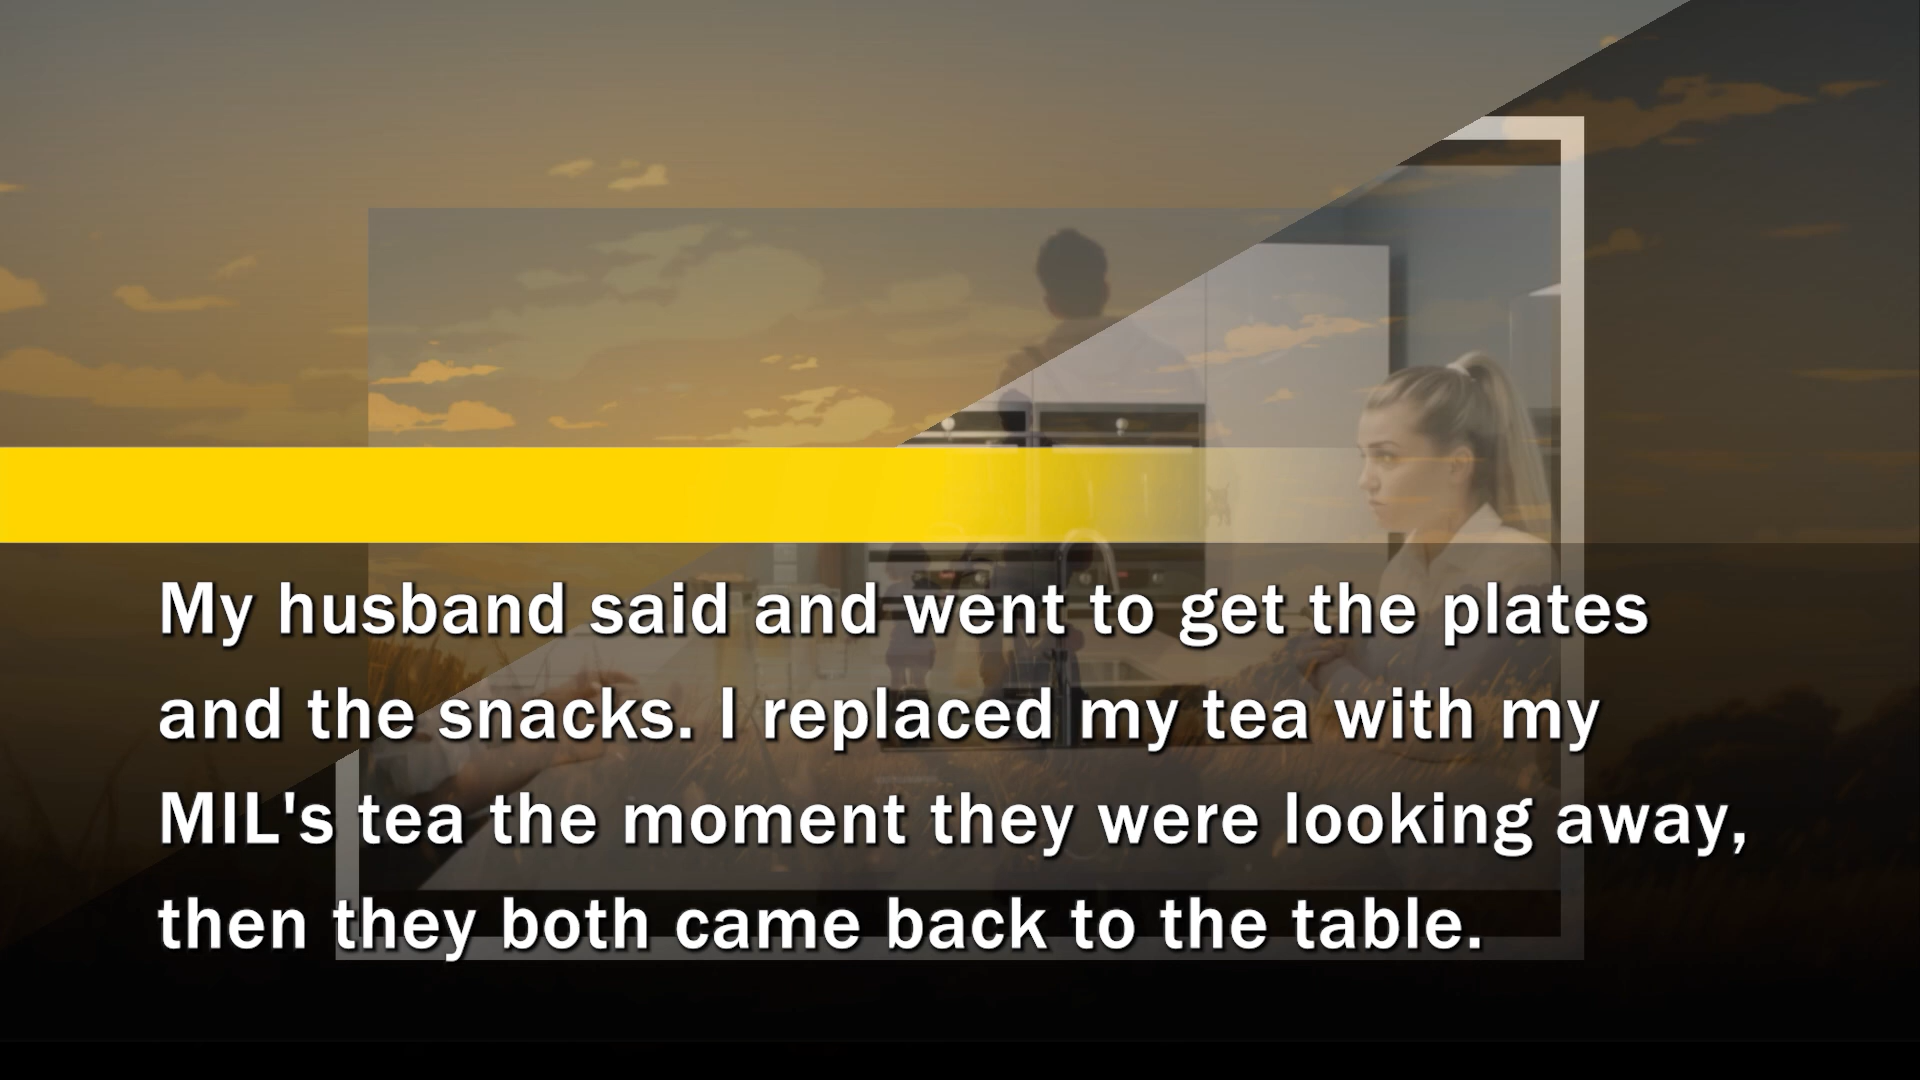 My husband said and went to get the plates
and the snacks. I replaced my tea with my
MIL's tea the moment they were looking away,
then they both came back to the table.